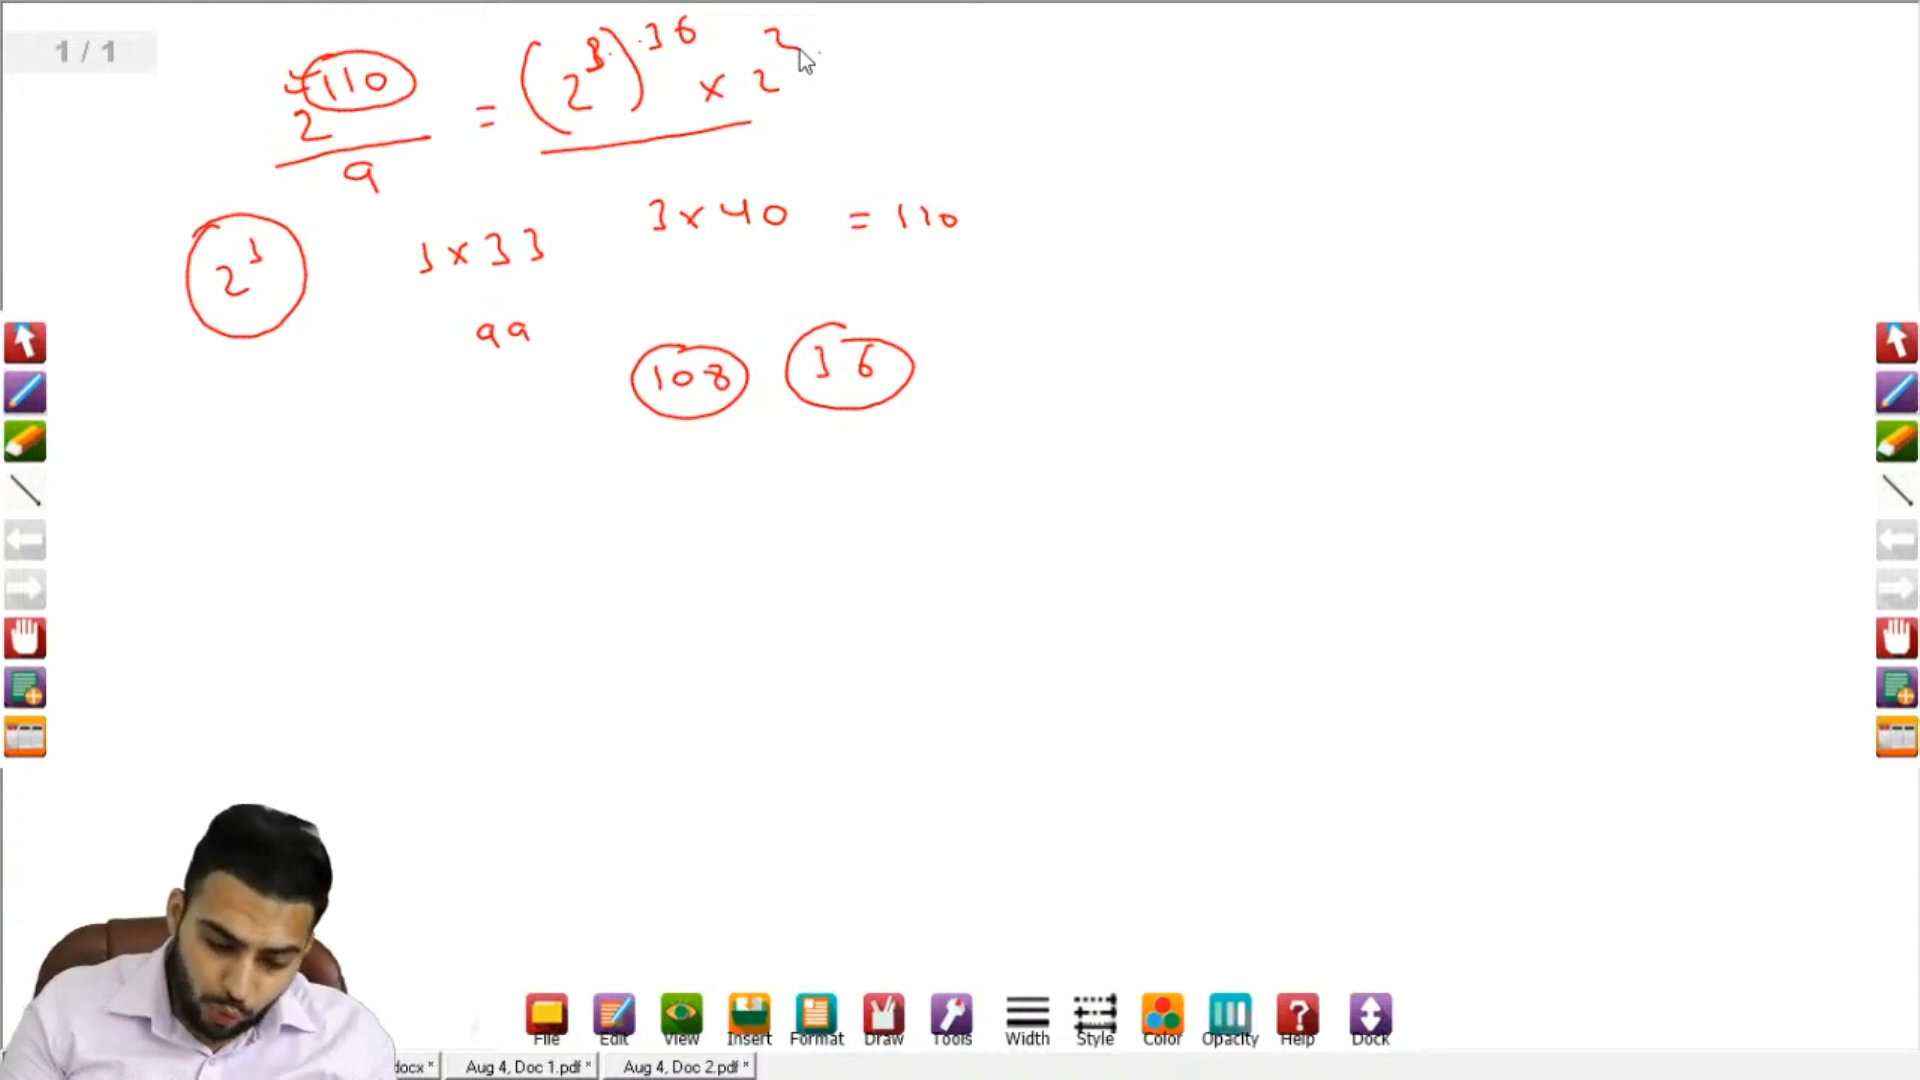 1 / 1
2^110 / 9 = (2^3)^36 × 2^2
2^3
3 × 33
3 × 40 = 110
99
108
36
File Edit View Insert Format Draw Tools Width Style Color Opacity Help Dock
docx * Aug 4, Doc 1.pdf * Aug 4, Doc 2.pdf *